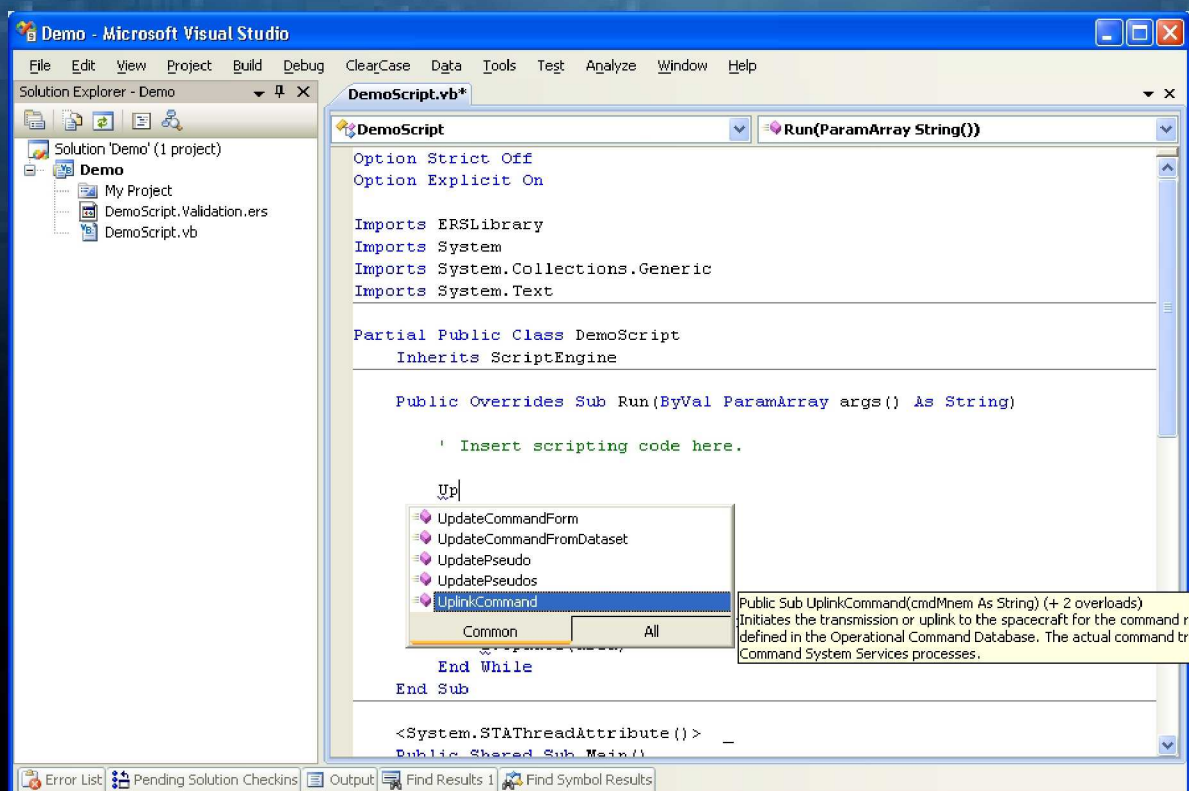 Demo - Microsoft Visual Studio
File Edit View Project Build Debug ClearCase Data Tools Test Analyze Window Help
Solution Explorer - Demo
DemoScript.vb*
DemoScript
Run(ParamArray String())
Solution 'Demo' (1 project)
Demo
My Project
DemoScript.Validation.ers
DemoScript.vb
Option Strict Off
Option Explicit On
Imports ERSLibrary
Imports System
Imports System.Collections.Generic
Imports System.Text
Partial Public Class DemoScript
Inherits ScriptEngine
Public Overrides Sub Run(ByVal ParamArray args() As String)
' Insert scripting code here.
Up
UpdateCommandForm
UpdateCommandFromDataset
UpdatePseudo
UpdatePseudos
UplinkCommand
Common All
Public Sub UplinkCommand(cmdMnem As String) (+ 2 overloads)
Initiates the transmission or uplink to the spacecraft for the command
defined in the Operational Command Database. The actual command
Command System Services processes.
End While
End Sub
<System.STAThreadAttribute()> _
Public Shared Sub Main()
Error List Pending Solution Checkins Output Find Results 1 Find Symbol Results